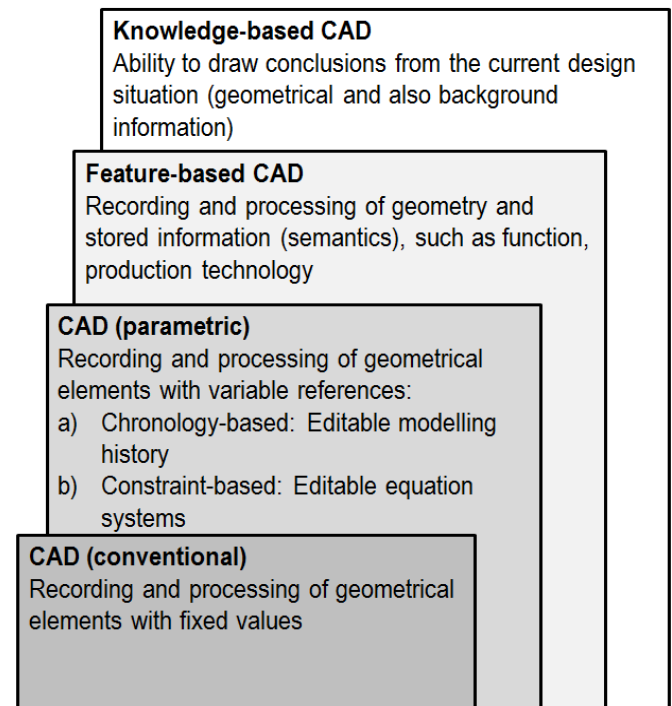 Knowledge-based CAD
Ability to draw conclusions from the current design
situation (geometrical and also background
information)
Feature-based CAD
Recording and processing of geometry and
stored information (semantics), such as function,
production technology
CAD (parametric)
Recording and processing of geometrical
elements with variable references:
a) Chronology-based: Editable modelling
history
b) Constraint-based: Editable equation
systems
CAD (conventional)
Recording and processing of geometrical
elements with fixed values